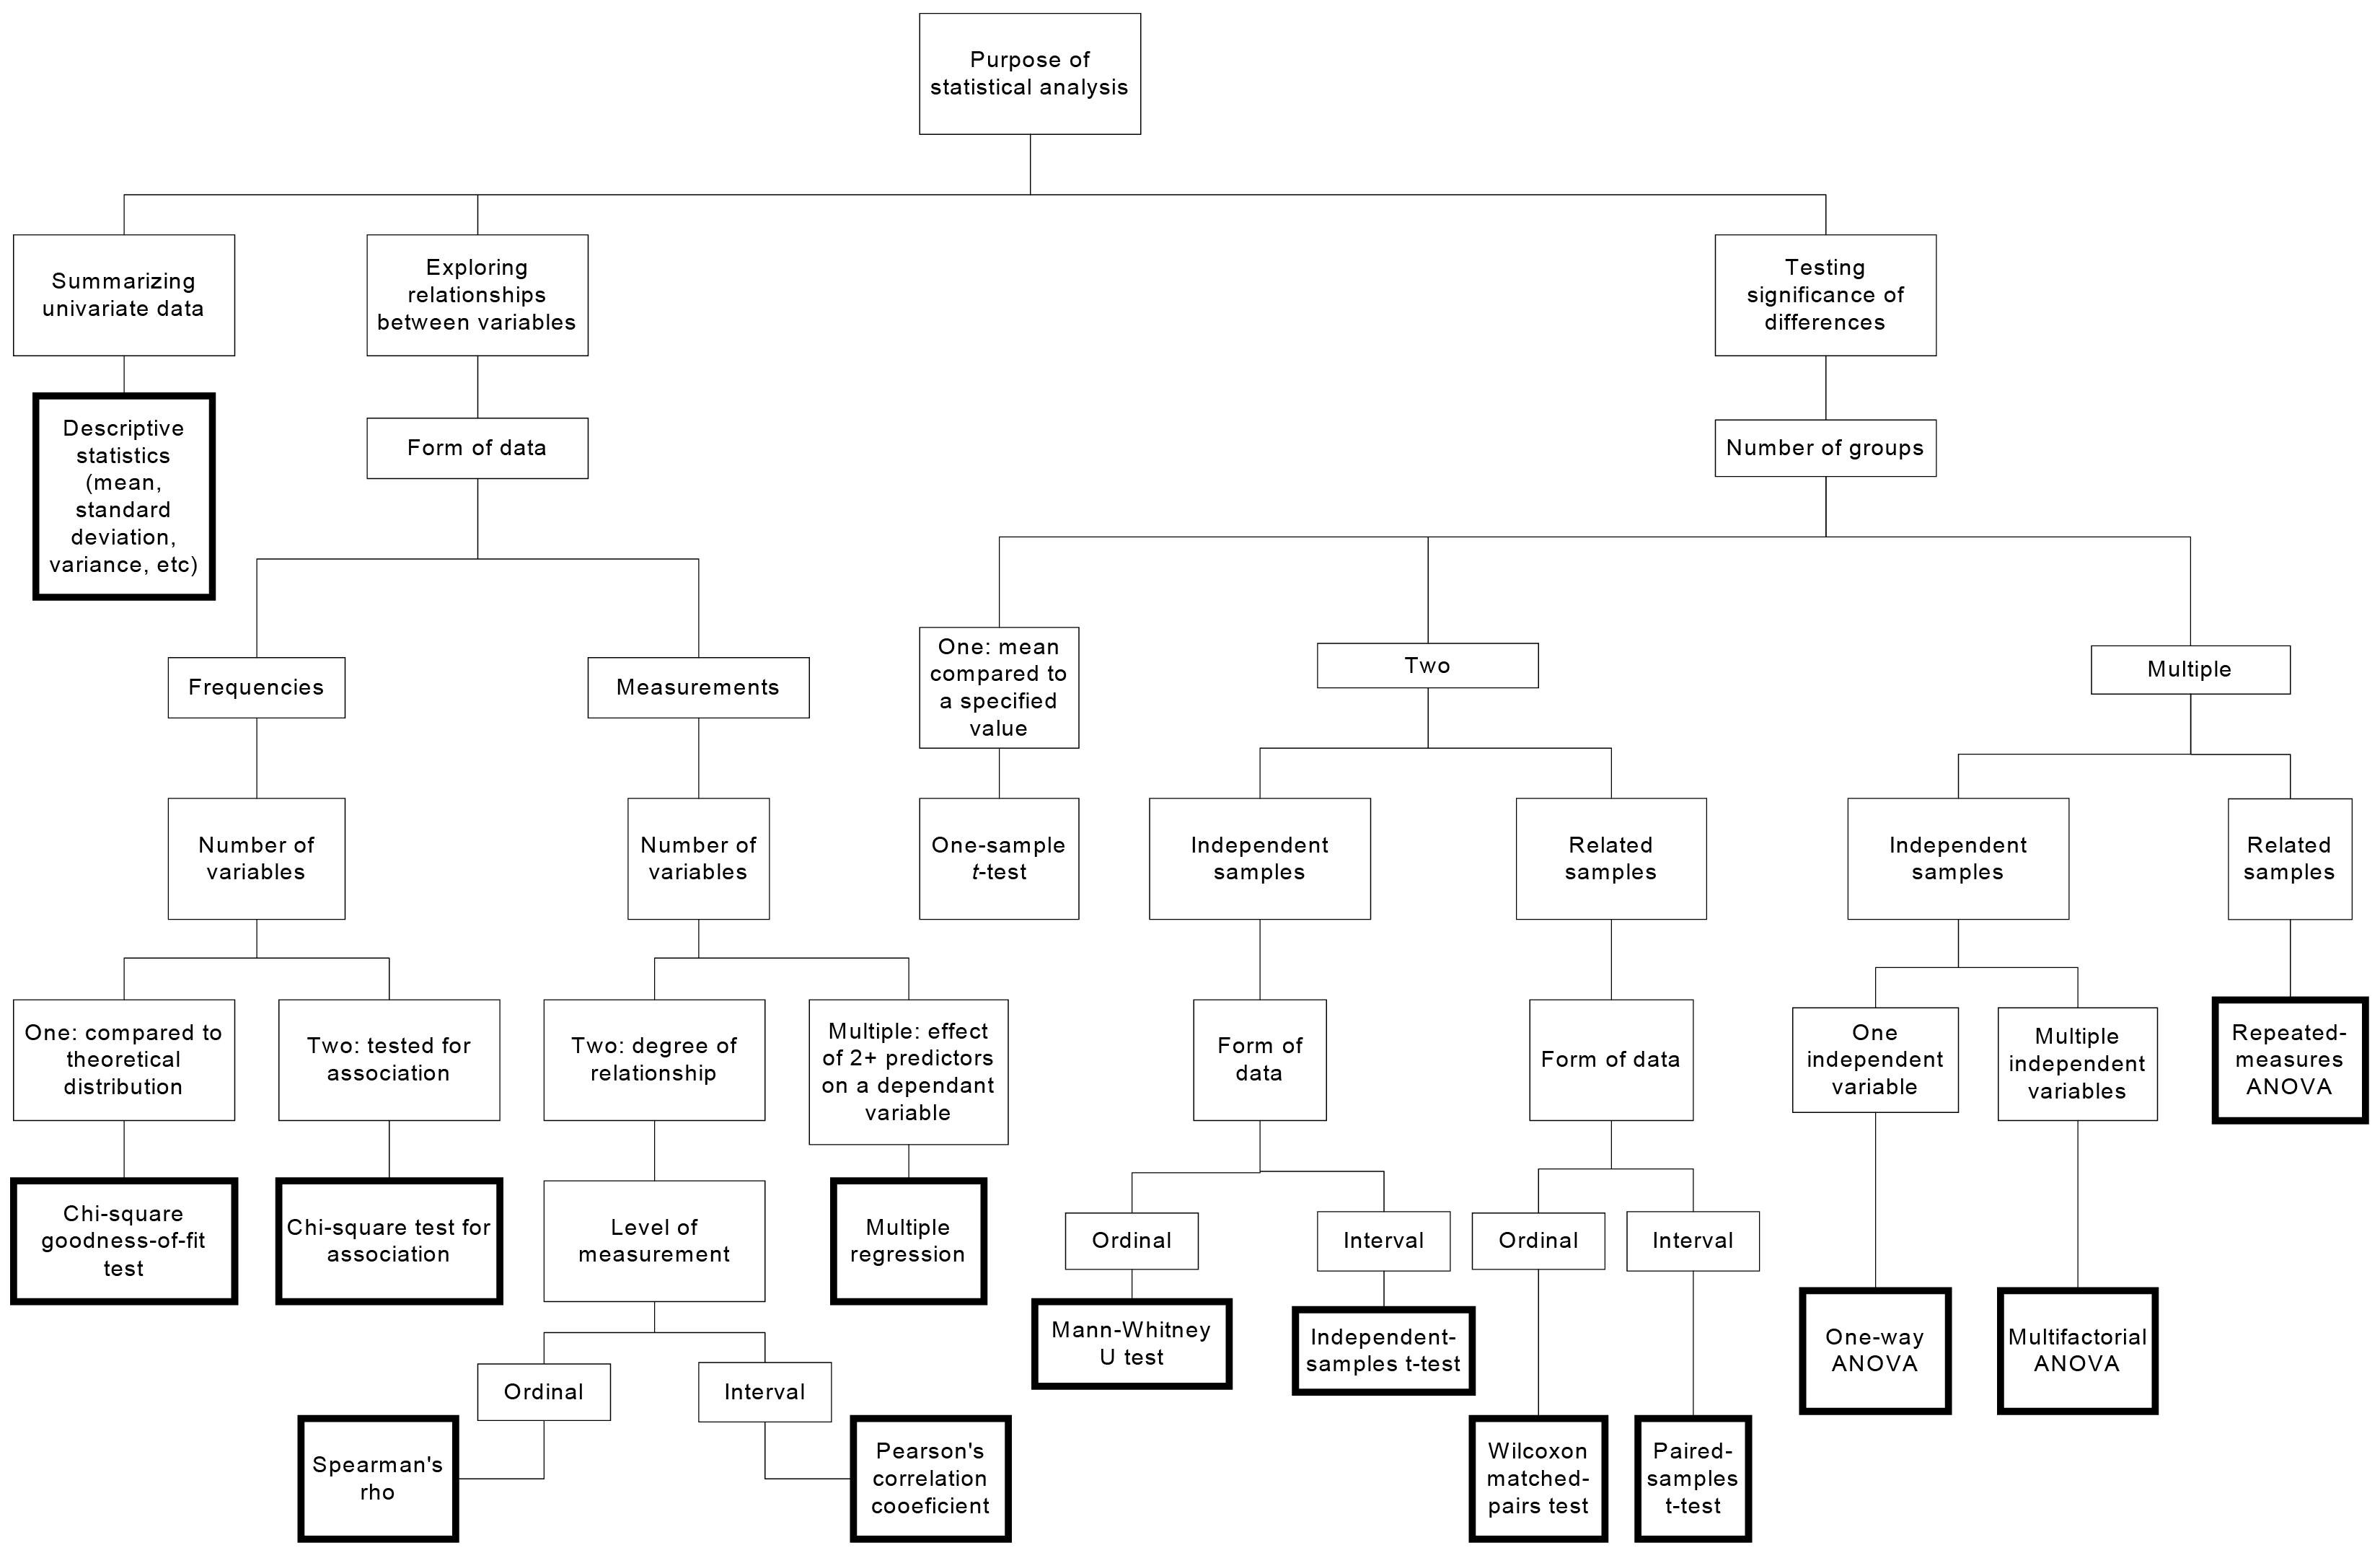 Purpose of
statistical analysis
Summarizing
univariate data
Exploring
relationships
between variables
Testing
significance of
differences
Descriptive
statistics
(mean,
standard
deviation,
variance, etc)
Form of data
Number of groups
Frequencies
Measurements
One: mean
compared to
a specified
value
Two
Multiple
Number of
variables
Number of
variables
One-sample
t-test
Independent
samples
Related
samples
Independent
samples
Related
samples
One: compared to
theoretical
distribution
Two: tested for
association
Two: degree of
relationship
Multiple: effect
of 2+ predictors
on a dependant
variable
Form of
data
Form of data
One
independent
variable
Multiple
independent
variables
Repeated-
measures
ANOVA
Chi-square
goodness-of-fit
test
Chi-square test for
association
Level of
measurement
Multiple
regression
Ordinal
Interval
Ordinal
Interval
Mann-Whitney
U test
Independent-
samples t-test
One-way
ANOVA
Multifactorial
ANOVA
Ordinal
Interval
Spearman's
rho
Pearson's
correlation
cooeficient
Wilcoxon
matched-
pairs test
Paired-
samples
t-test